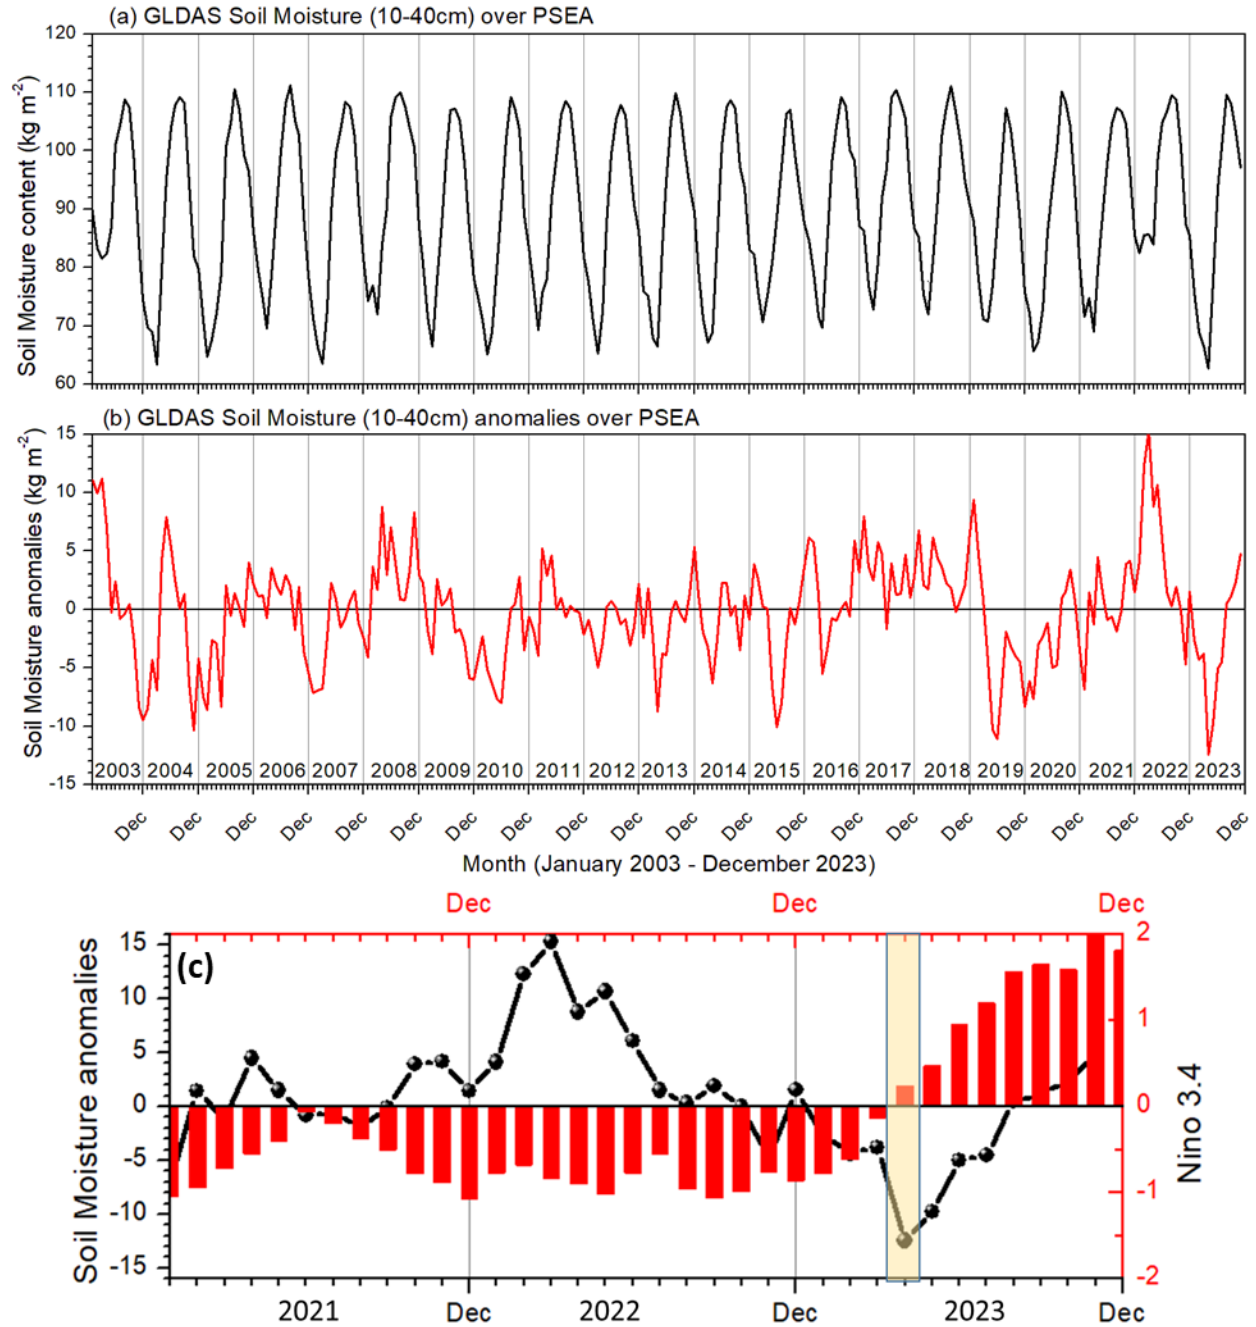 (a) GLDAS Soil Moisture (10-40cm) over PSEA
Soil Moisture content (kg m-2)
120
110
100
90
80
70
60
(b) GLDAS Soil Moisture (10-40cm) anomalies over PSEA
Soil Moisture anomalies (kg m-2)
15
10
5
0
-5
-10
-15
2003 2004 2005 2006 2007 2008 2009 2010 2011 2012 2013 2014 2015 2016 2017 2018 2019 2020 2021 2022 2023
Dec Dec Dec Dec Dec Dec Dec Dec Dec Dec Dec Dec Dec Dec Dec Dec Dec Dec Dec Dec Dec
Month (January 2003 - December 2023)
Dec Dec Dec
(c)
Soil Moisture anomalies
15
10
5
0
-5
-10
-15
2
1
0
-1
-2
Nino 3.4
2021 Dec 2022 Dec 2023 Dec